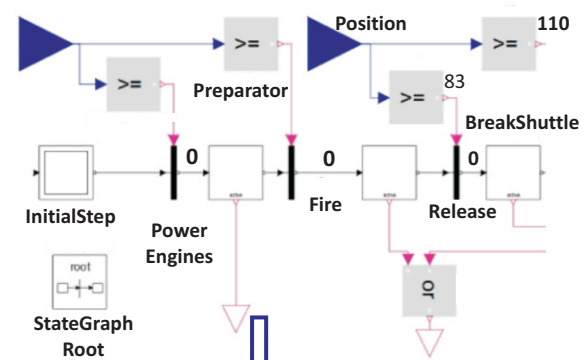 Position
110
>=
>=
>=
83
>=
Preparator
BreakShuttle
0
0
0
InitialStep
Power
Engines
Fire
Release
root
or
StateGraph
Root